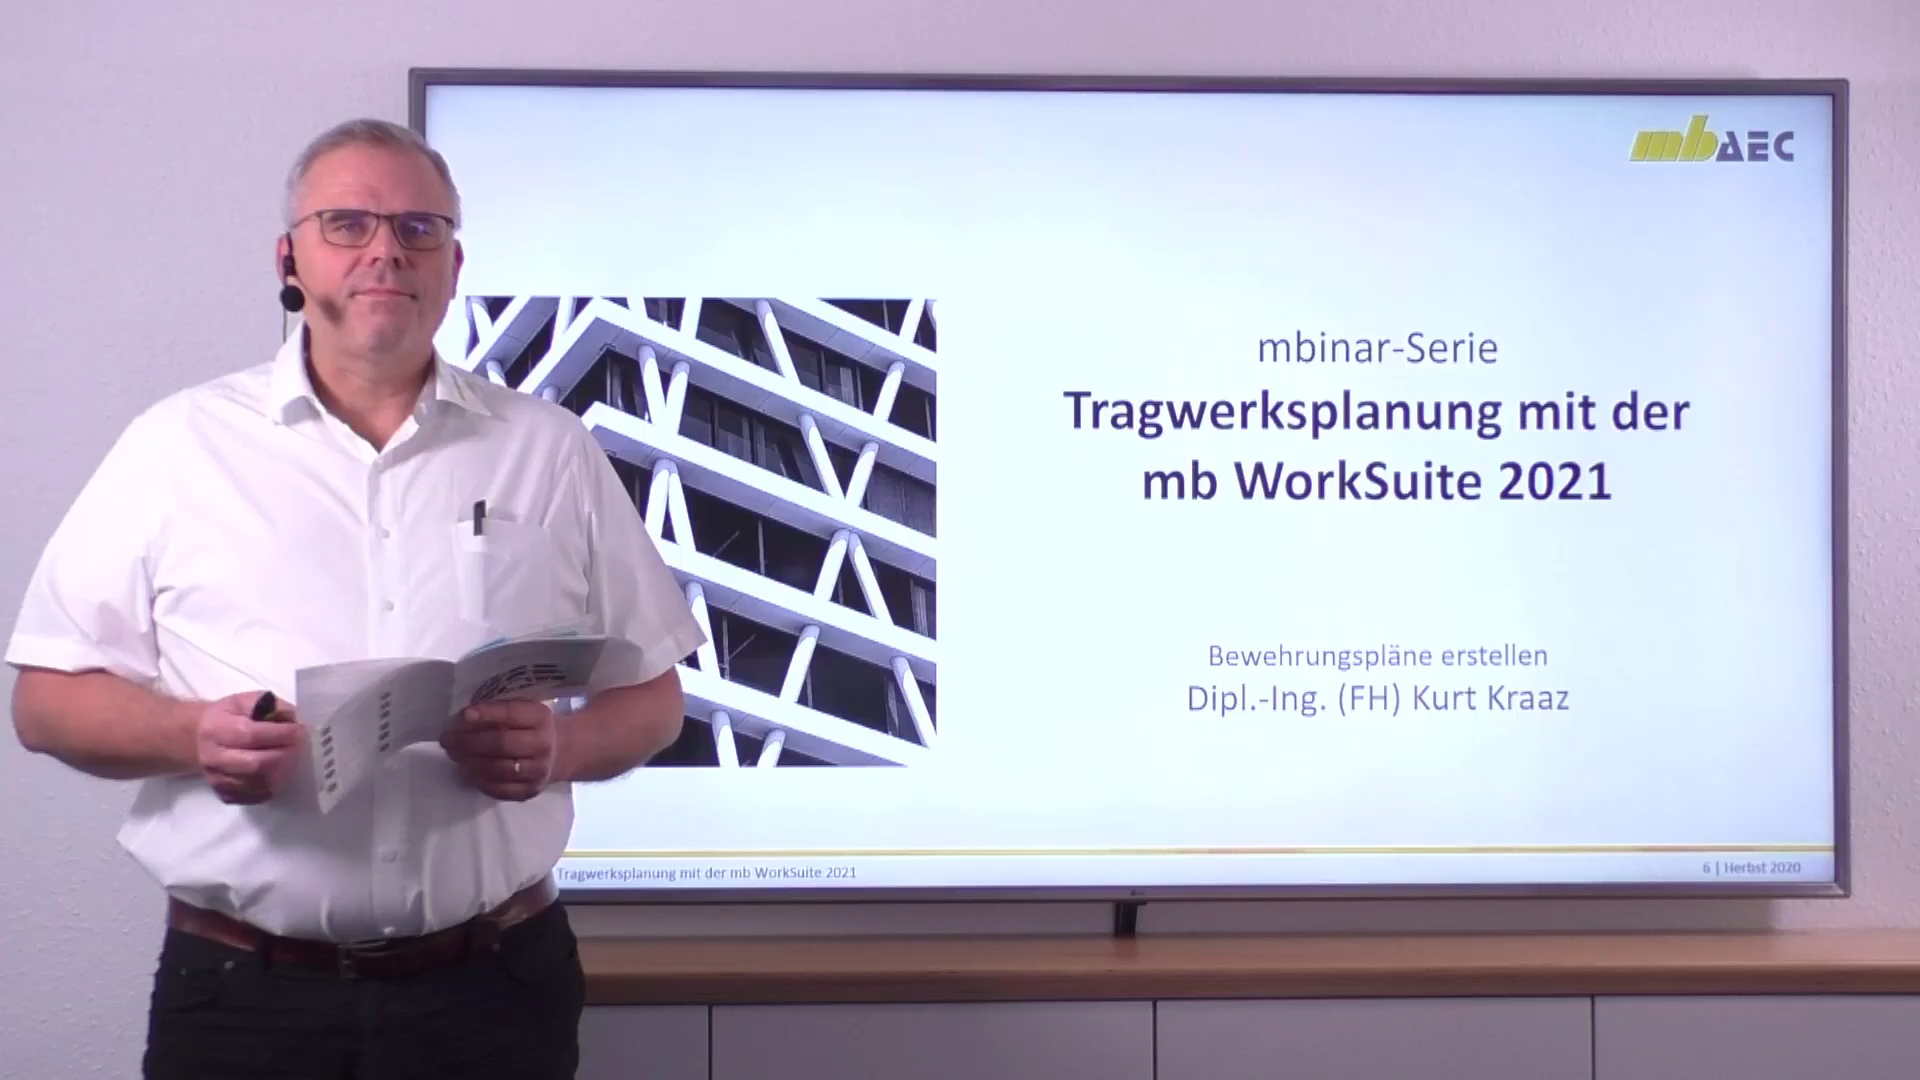 mbAEC
mbinar-Serie
Tragwerksplanung mit der
mb WorkSuite 2021
Bewehrungspläne erstellen
Dipl.-Ing. (FH) Kurt Kraaz
Tragwerksplanung mit der mb WorkSuite 2021
6 | Herbst 2020